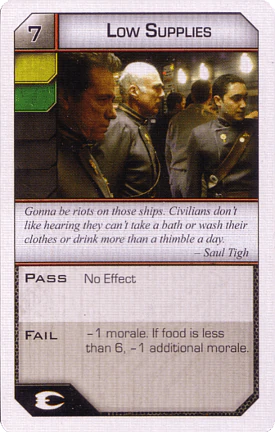 7 LOW SUPPLIES
Gonna be riots on those ships. Civilians don't
like hearing they can't take a bath or wash their
clothes or drink more than a thimble a day.
– Saul Tigh
PASS No Effect
FAIL –1 morale. If food is less
than 6, –1 additional morale.